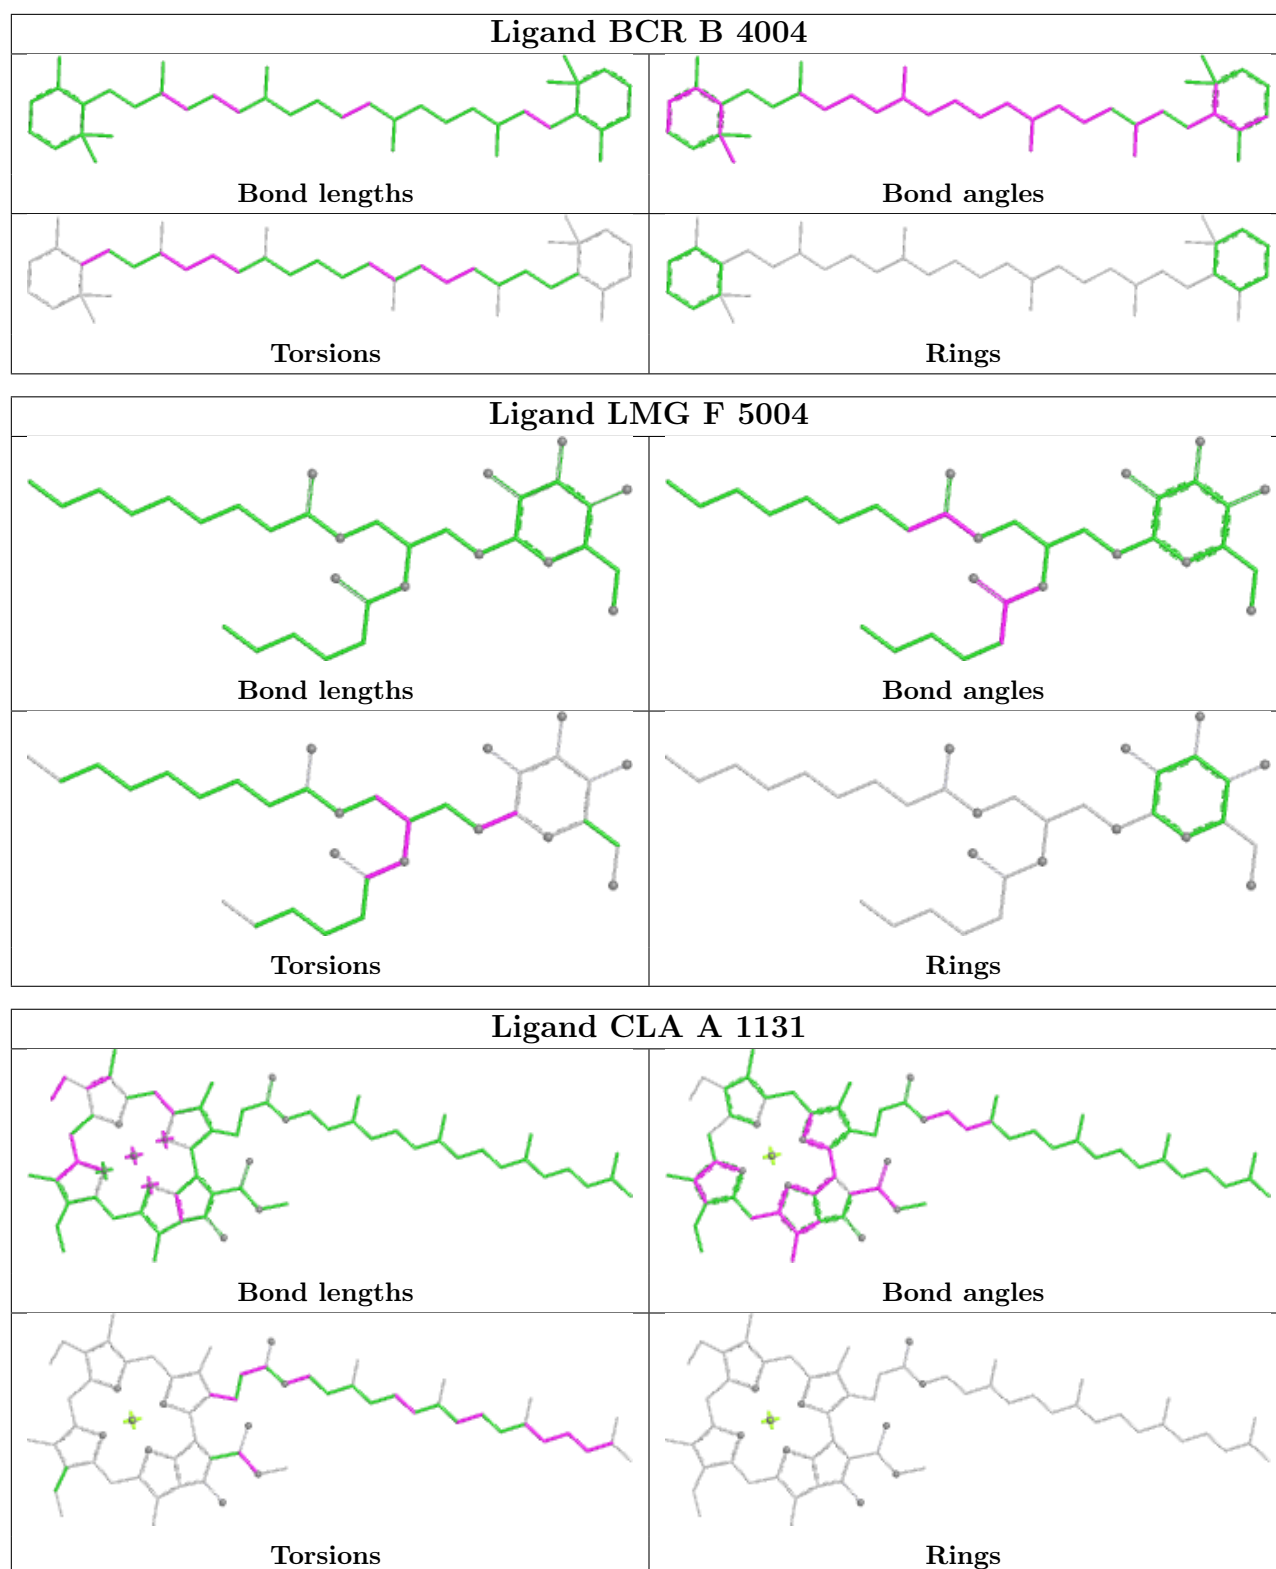 Ligand BCR B 4004
Bond lengths
Bond angles
Torsions
Rings
Ligand LMG F 5004
Bond lengths
Bond angles
Torsions
Rings
Ligand CLA A 1131
Bond lengths
Bond angles
Torsions
Rings